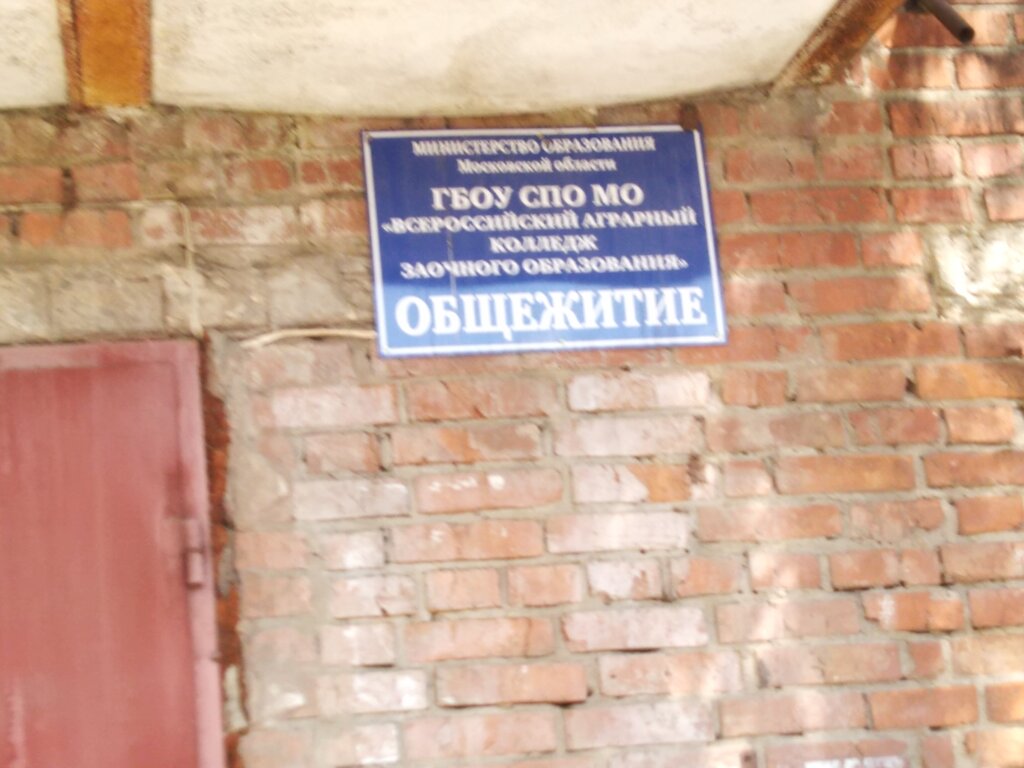 МИНИСТЕРСТВО ОБРАЗОВАНИЯ
Московской области
ГБОУ СПО МО
«ВСЕРОССИЙСКИЙ АГРАРНЫЙ
КОЛЛЕДЖ
ЗАОЧНОГО ОБРАЗОВАНИЯ»
ОБЩЕЖИТИЕ